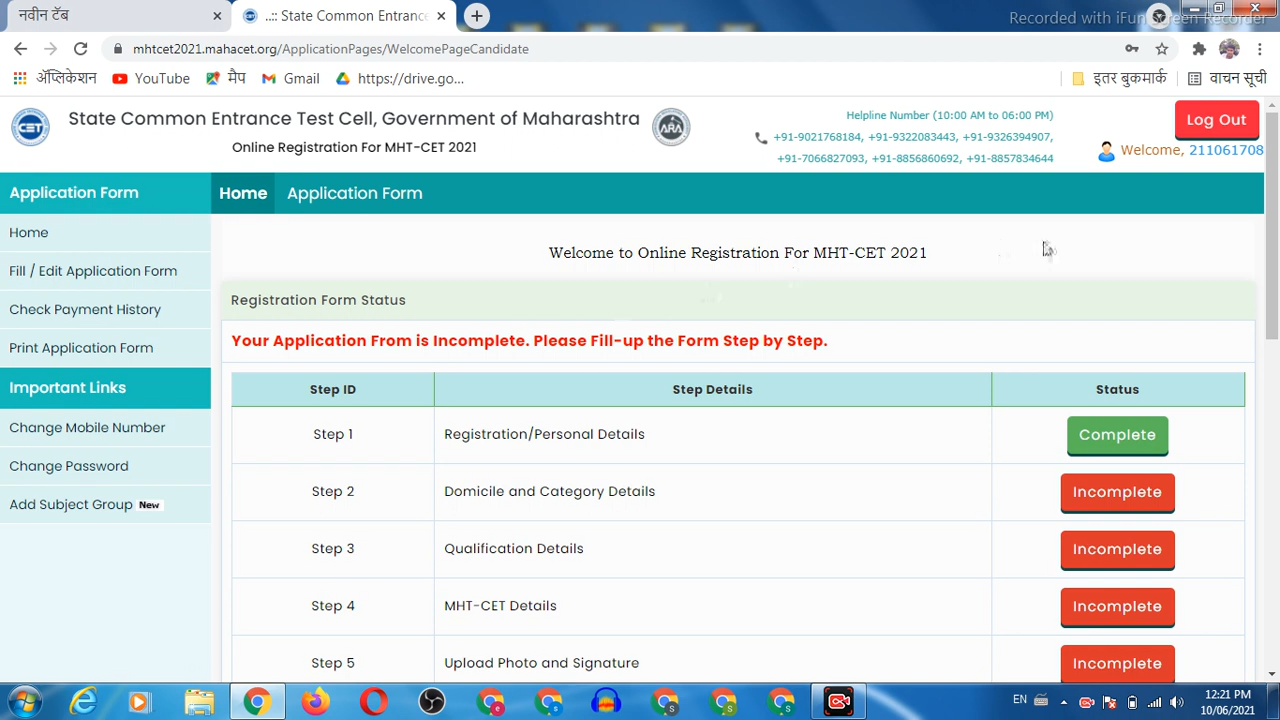 नवीन टॅब
..:: State Common Entrance
Recorded with iFun Screen Recorder
mhtcet2021.mahacet.org/ApplicationPages/WelcomePageCandidate
ॲप्लिकेशन
YouTube
मॅप
Gmail
https://drive.go...
इतर बुकमार्क
वाचन सूची
State Common Entrance Test Cell, Government of Maharashtra
Online Registration For MHT-CET 2021
CET
ARA
Helpline Number (10:00 AM to 06:00 PM)
+91-9021768184, +91-9322083443, +91-9326394907,
+91-7066827093, +91-8856860692, +91-8857834644
Log Out
Welcome, 211061708
Application Form
Home
Fill / Edit Application Form
Check Payment History
Print Application Form
Important Links
Change Mobile Number
Change Password
Add Subject Group New
Home Application Form
Welcome to Online Registration For MHT-CET 2021
Registration Form Status
Your Application From is Incomplete. Please Fill-up the Form Step by Step.
Step ID Step Details Status
Step 1 Registration/Personal Details Complete
Step 2 Domicile and Category Details Incomplete
Step 3 Qualification Details Incomplete
Step 4 MHT-CET Details Incomplete
Step 5 Upload Photo and Signature Incomplete
EN
12:21 PM
10/06/2021